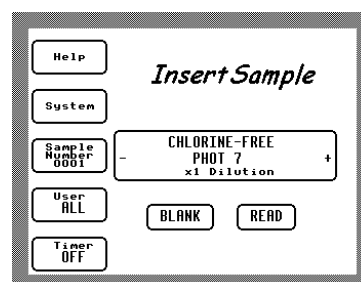 Help
Insert Sample
System
Sample
Number
0001
CHLORINE-FREE
- PHOT 7 +
x1 Dilution
User
ALL
BLANK READ
Timer
OFF